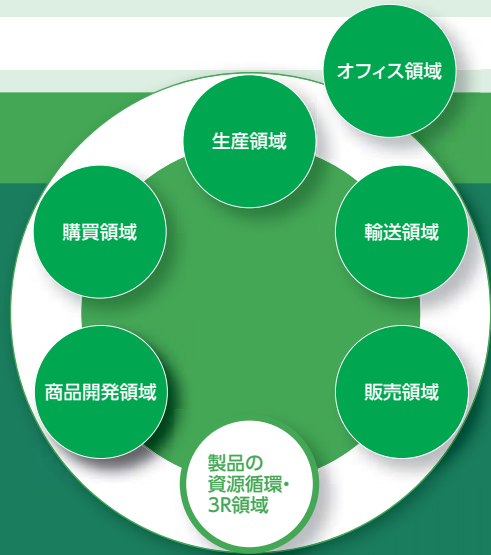 オフィス領域
生産領域
購買領域
輸送領域
商品開発領域
販売領域
製品の
資源循環・
3R領域